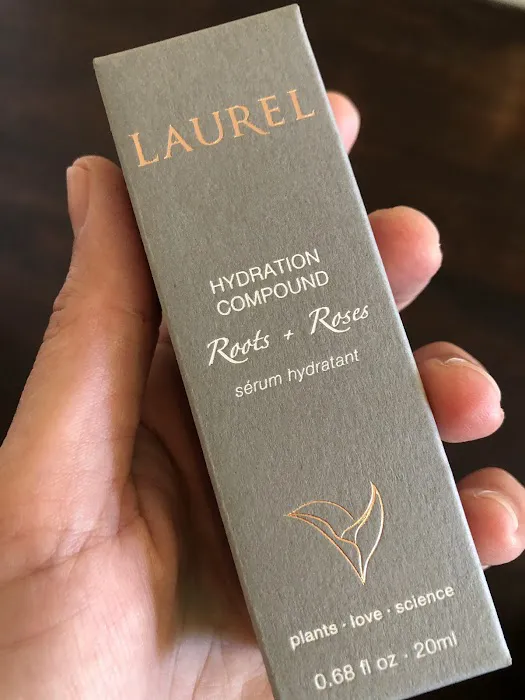 LAUREL
HYDRATION
COMPOUND
Roots + Roses
sérum hydratant
plants · love · science
0.68 fl oz · 20ml